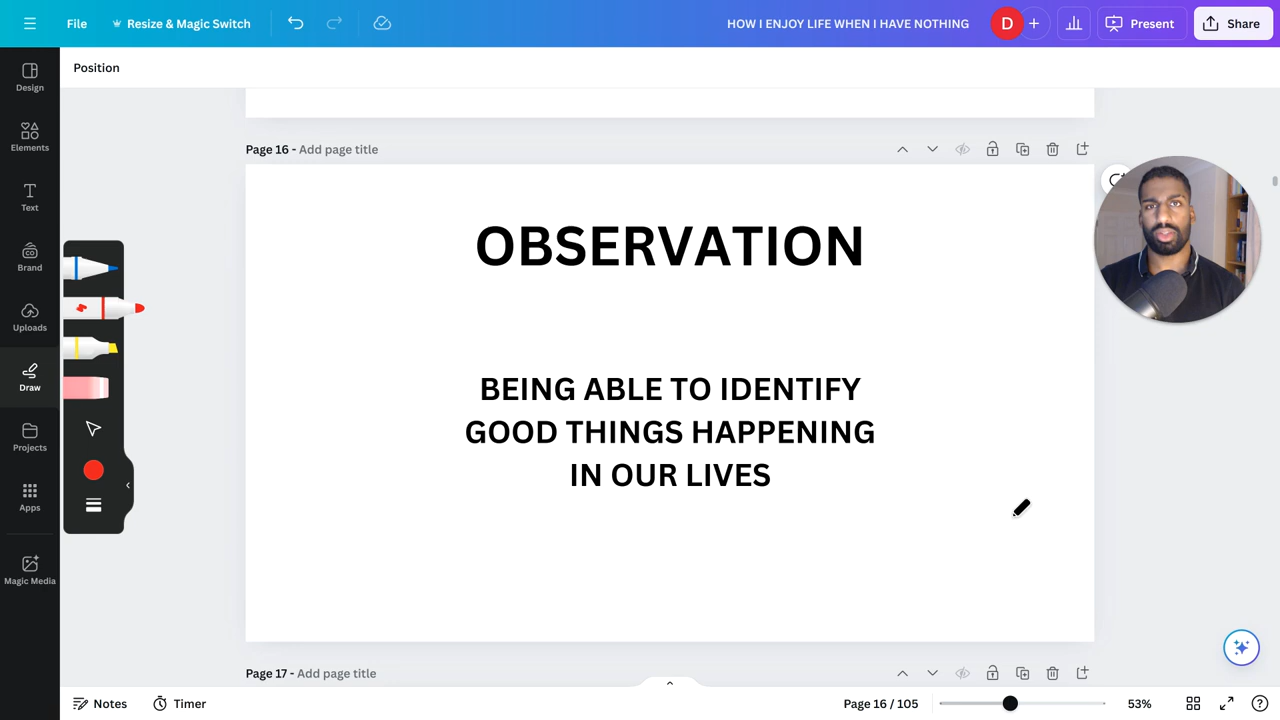 File
Resize & Magic Switch
HOW I ENJOY LIFE WHEN I HAVE NOTHING
D
Present
Share
Position
Design
Elements
Text
Brand
Uploads
Draw
Projects
Apps
Magic Media
Page 16 - Add page title
OBSERVATION
BEING ABLE TO IDENTIFY
GOOD THINGS HAPPENING
IN OUR LIVES
Page 17 - Add page title
Notes
Timer
Page 16 / 105
53%